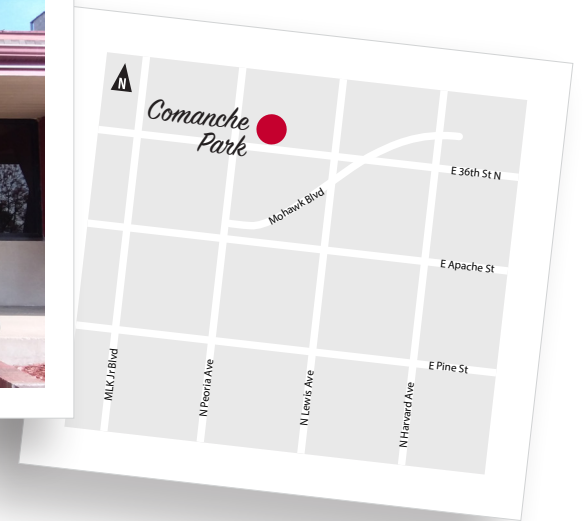 N
Comanche
Park
E 36th St N
Mohawk Blvd
E Apache St
E Pine St
MLK Jr Blvd
N Peoria Ave
N Lewis Ave
N Harvard Ave